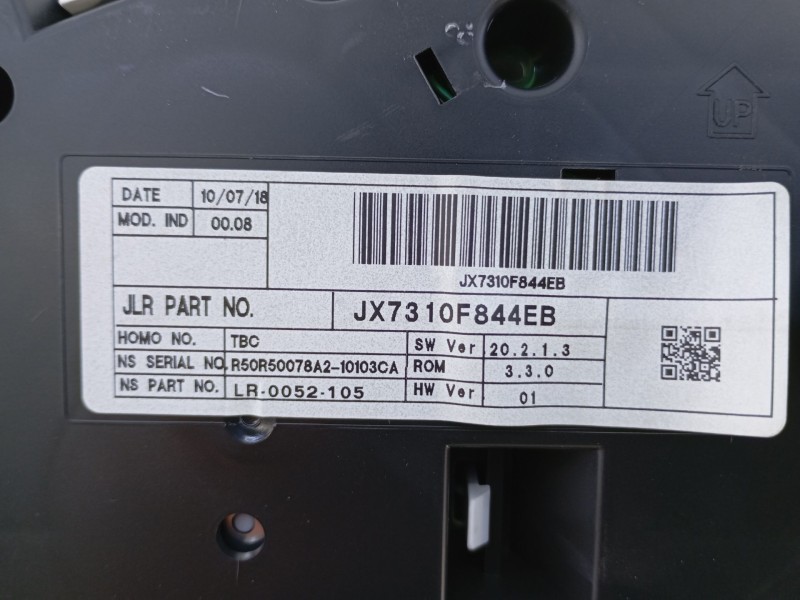 UP
DATE 10/07/18
MOD. IND 00.08
JX7310F844EB
JLR PART NO. JX7310F844EB
HOMO NO. TBC SW Ver 20.2.1.3
NS SERIAL NO. R50R50078A2-10103CA ROM 3.3.0
NS PART NO. LR-0052-105 HW Ver 01